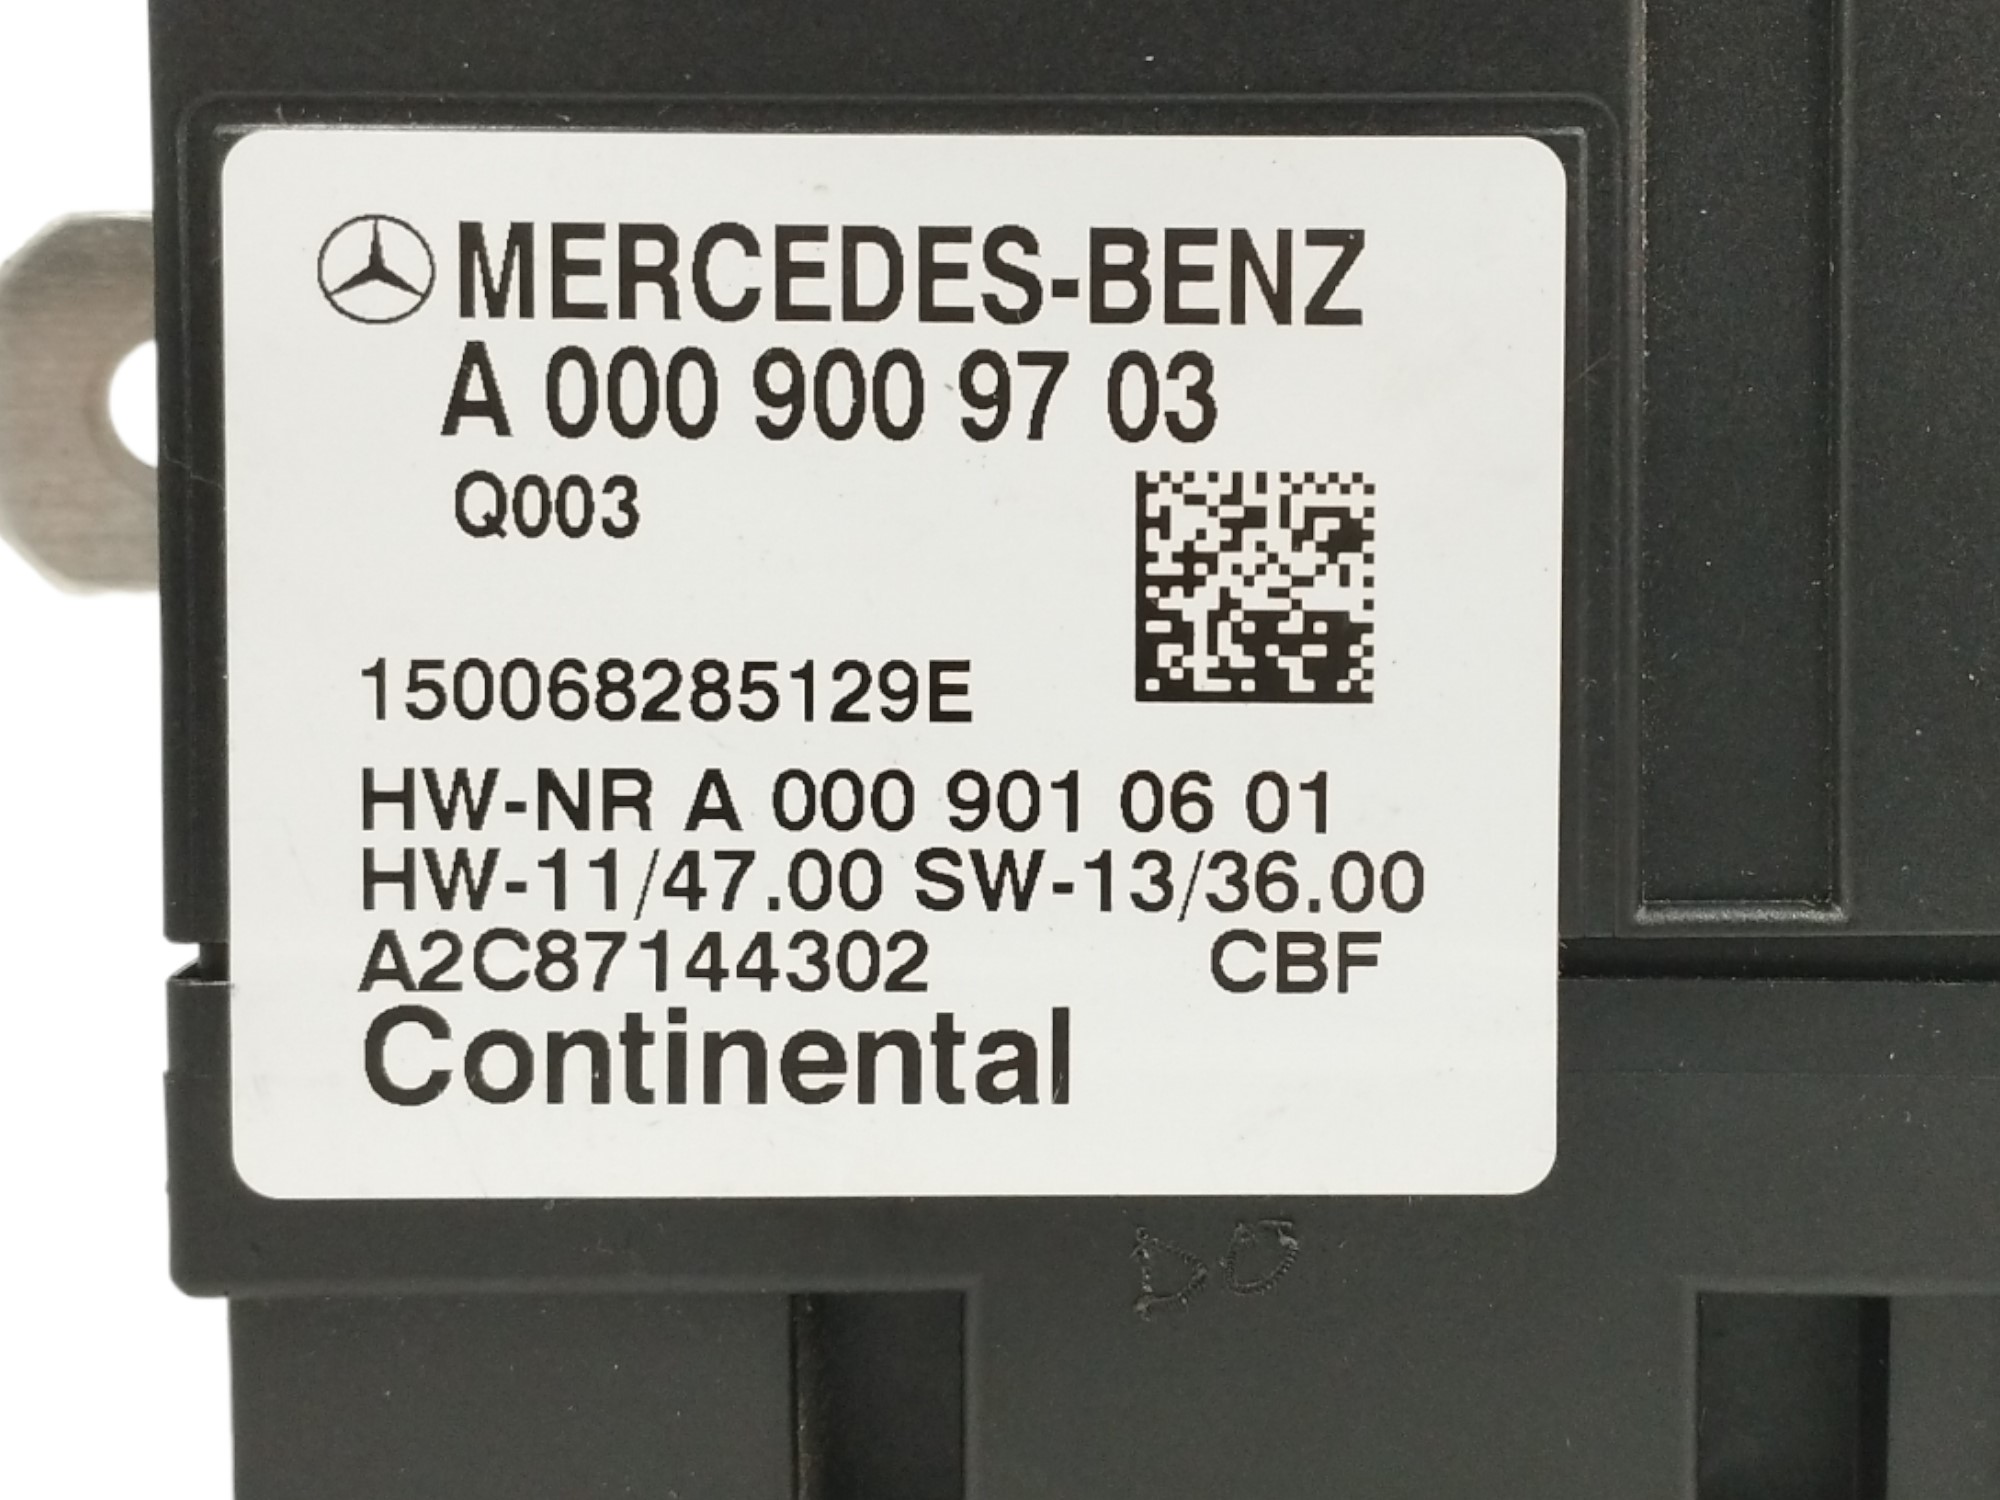 MERCEDES-BENZ
A 000 900 97 03
Q003
150068285129E
HW-NR A 000 901 06 01
HW-11/47.00 SW-13/36.00
A2C87144302 CBF
Continental